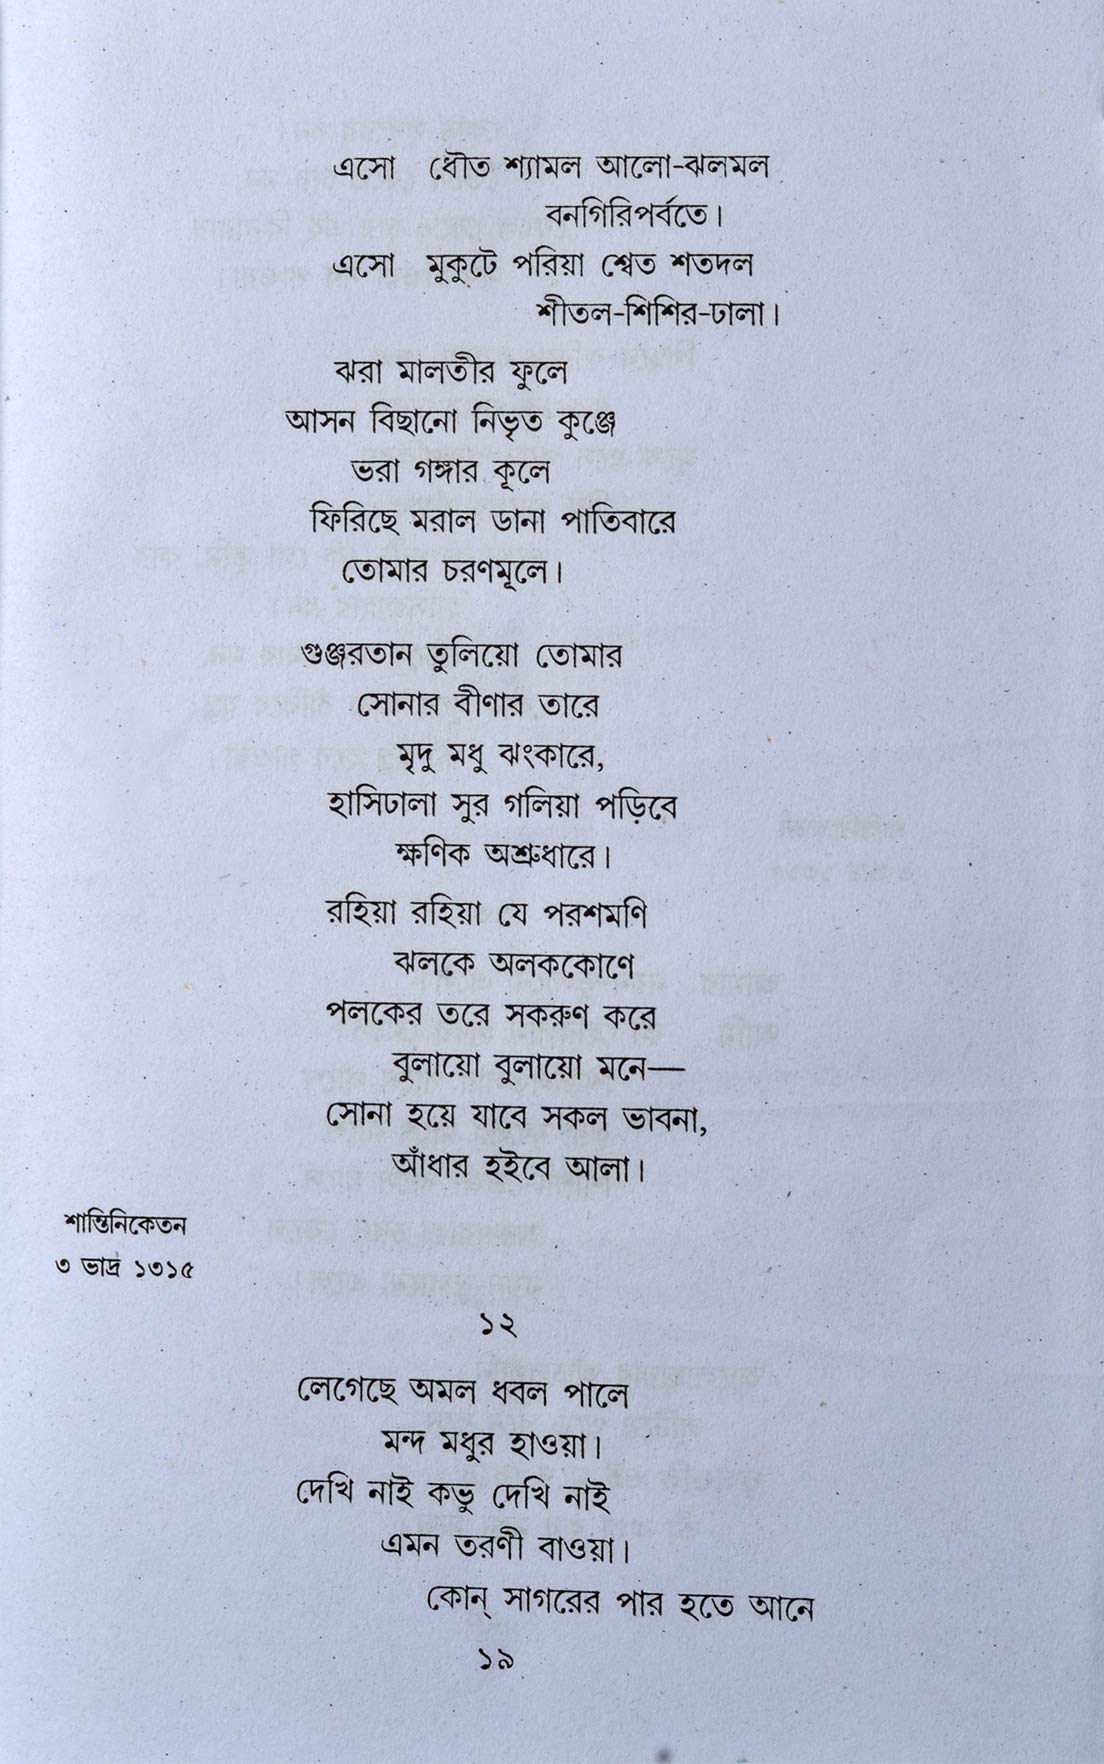 এসো ধৌত শ্যামল আলো-ঝলমল
বনগিরিপর্বতে।
এসো মুকুটে পরিয়া শ্বেত শতদল
শীতল-শিশির-ঢালা।
ঝরা মালতীর ফুলে
আসন বিছানো নিভৃত কুঞ্জে
ভরা গঙ্গার কূলে
ফিরিছে মরাল ডানা পাতিবারে
তোমার চরণমূলে।
গুঞ্জরতান তুলিয়ো তোমার
সোনার বীণার তারে
মৃদু মধু ঝংকারে,
হাসিঢালা সুর গলিয়া পড়িবে
ক্ষণিক অশ্রুধারে।
রহিয়া রহিয়া যে পরশমণি
ঝলকে অলককোণে
পলকের তরে সকরুণ করে
বুলায়ো বুলায়ো মনে—
সোনা হয়ে যাবে সকল ভাবনা,
আঁধার হইবে আলা।
শান্তিনিকেতন
৩ ভাদ্র ১৩১৫
১২
লেগেছে অমল ধবল পালে
মন্দ মধুর হাওয়া।
দেখি নাই কভু দেখি নাই
এমন তরণী বাওয়া।
কোন্ সাগরের পার হতে আনে
১৯